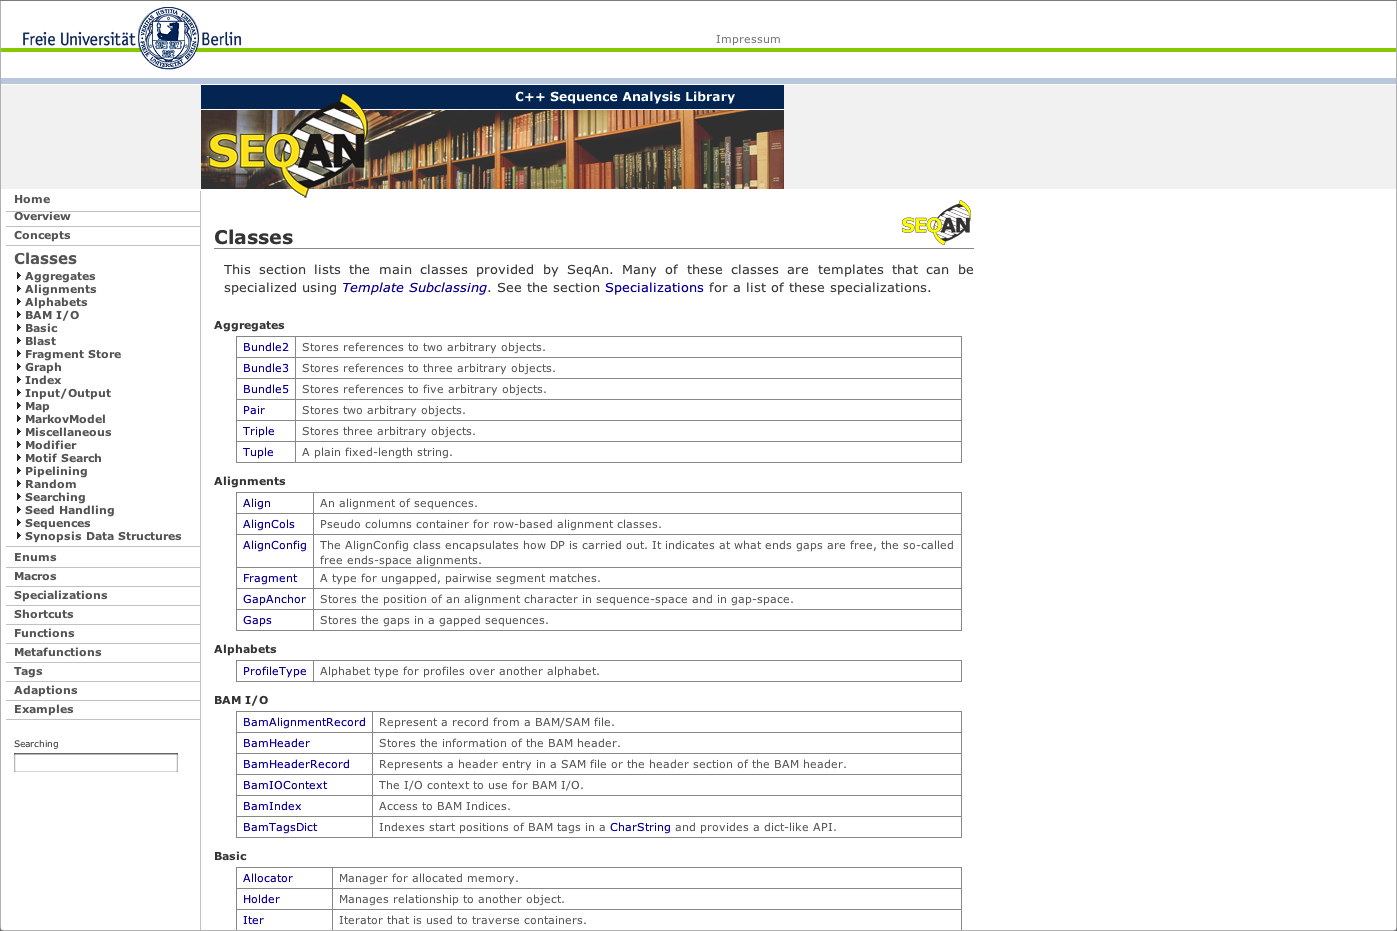 Freie Universität Berlin
Impressum
C++ Sequence Analysis Library
SEQAN
Home
Overview
Concepts
Classes
Aggregates
Alignments
Alphabets
BAM I/O
Basic
Blast
Fragment Store
Graph
Index
Input/Output
Map
MarkovModel
Miscellaneous
Modifier
Motif Search
Pipelining
Random
Searching
Seed Handling
Sequences
Synopsis Data Structures
Enums
Macros
Specializations
Shortcuts
Functions
Metafunctions
Tags
Adaptions
Examples
Searching
SEQAN
Classes
This section lists the main classes provided by SeqAn. Many of these classes are templates that can be
specialized using Template Subclassing. See the section Specializations for a list of these specializations.
Aggregates
Bundle2 Stores references to two arbitrary objects.
Bundle3 Stores references to three arbitrary objects.
Bundle5 Stores references to five arbitrary objects.
Pair Stores two arbitrary objects.
Triple Stores three arbitrary objects.
Tuple A plain fixed-length string.
Alignments
Align An alignment of sequences.
AlignCols Pseudo columns container for row-based alignment classes.
AlignConfig The AlignConfig class encapsulates how DP is carried out. It indicates at what ends gaps are free, the so-called
free ends-space alignments.
Fragment A type for ungapped, pairwise segment matches.
GapAnchor Stores the position of an alignment character in sequence-space and in gap-space.
Gaps Stores the gaps in a gapped sequences.
Alphabets
ProfileType Alphabet type for profiles over another alphabet.
BAM I/O
BamAlignmentRecord Represent a record from a BAM/SAM file.
BamHeader Stores the information of the BAM header.
BamHeaderRecord Represents a header entry in a SAM file or the header section of the BAM header.
BamIOContext The I/O context to use for BAM I/O.
BamIndex Access to BAM Indices.
BamTagsDict Indexes start positions of BAM tags in a CharString and provides a dict-like API.
Basic
Allocator Manager for allocated memory.
Holder Manages relationship to another object.
Iter Iterator that is used to traverse containers.